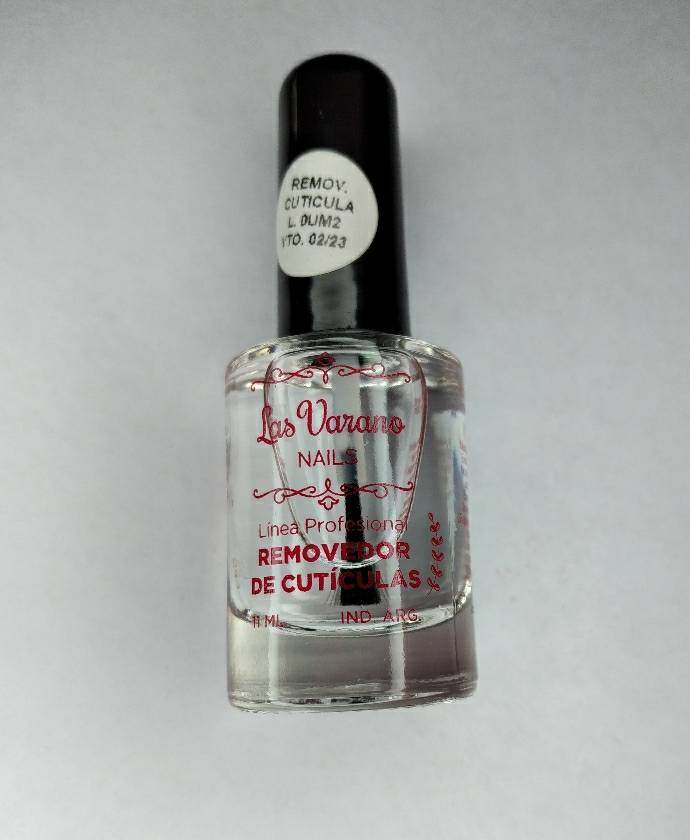 REMOV.
CUTICULA
L. 0UM2
VTO. 02/23
Las Varano
NAILS
Línea Profesional
REMOVEDOR
DE CUTÍCULAS
11 ML
IND. ARG.